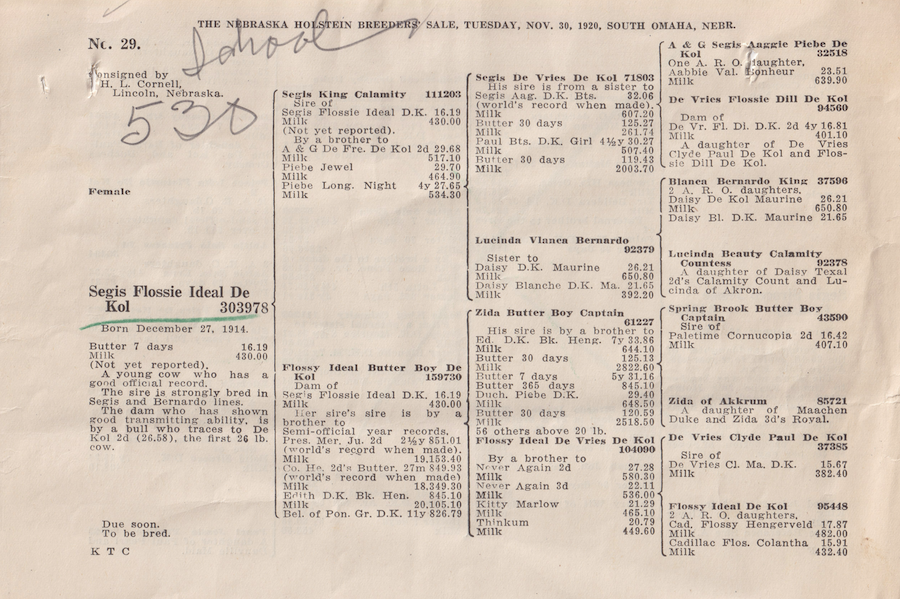 THE NEBRASKA HOLSTEIN BREEDERS' SALE, TUESDAY, NOV. 30, 1920, SOUTH OMAHA, NEBR.
School
No. 29.
Consigned by
H. L. Cornell,
Lincoln, Nebraska.
530
Female
Segis Flossie Ideal De
Kol 303978
Born December 27, 1914.
Butter 7 days 16.19
Milk 430.00
(Not yet reported).
A young cow who has a
good official record.
The sire is strongly bred in
Segis and Bernardo lines.
The dam who has shown
good transmitting ability, is
by a bull who traces to De
Kol 2d (26.58), the first 26 lb.
cow.
Due soon.
To be bred.
K T C
Segis King Calamity 111203
Sire of
Segis Flossie Ideal D.K. 16.19
Milk 430.00
(Not yet reported).
By a brother to
A & G De Fre. De Kol 2d 29.68
Milk 517.10
Piebe Jewel 29.70
Milk 464.90
Piebe Long. Night 4y 27.65
Milk 534.30
Flossy Ideal Butter Boy De
Kol 159730
Dam of
Segis Flossie Ideal D.K. 16.19
Milk 430.00
Her sire's sire is by a
brother to
Semi-official year records.
Pres. Mer. Ju. 2d 2½y 851.01
(world's record when made).
Milk 19,153.40
Co. He. 2d's Butter. 27m 849.93
(world's record when made)
Milk 18,349.30
Edith D.K. Bk. Hen. 845.10
Milk 20,105.10
Bel. of Pon. Gr. D.K. 11y 826.79
Segis De Vries De Kol 71803
His sire is from a sister to
Segis Aag. D.K. Bts. 32.06
(world's record when made).
Milk 607.20
Butter 30 days 125.27
Milk 261.74
Paul Bts. D.K. Girl 4½y 30.27
Milk 507.40
Butter 30 days 119.43
Milk 2003.70
Lucinda Vlanca Bernardo
92379
Sister to
Daisy D.K. Maurine 26.21
Milk 650.80
Daisy Blanche D.K. Ma. 21.65
Milk 392.20
Zida Butter Boy Captain
61227
His sire is by a brother to
Ed. D.K. Bk. Heng. 7y 33.86
Milk 644.10
Butter 30 days 125.13
Milk 2822.60
Butter 7 days 5y 31.16
Butter 365 days 845.10
Duch. Piebe D.K. 29.40
Milk 648.50
Butter 30 days 120.59
Milk 2518.50
56 others above 20 lb.
Flossy Ideal De Vries De Kol
104090
By a brother to
Never Again 2d 27.28
Milk 580.30
Never Again 3d 22.11
Milk 536.00
Kitty Marlow 21.29
Milk 465.10
Thinkum 20.79
Milk 449.60
A & G Segis Aaggie Piebe De
Kol 32518
One A. R. O. daughter,
Aabbie Val. Bonheur 23.51
Milk 639.90
De Vries Flossie Dill De Kol
94560
Dam of
De Vr. Fl. Di. D.K. 2d 4y 16.81
Milk 401.10
A daughter of De Vries
Clyde Paul De Kol and Flos-
sie Dill De Kol.
Blanca Bernardo King 37596
2 A. R. O. daughters,
Daisy De Kol Maurine 26.21
Milk 650.80
Daisy Bl. D.K. Maurine 21.65
Lucinda Beauty Calamity
Countess 92378
A daughter of Daisy Texal
2d's Calamity Count and Lu-
cinda of Akron.
Spring Brook Butter Boy
Captain 43590
Sire of
Paletime Cornucopia 2d 16.42
Milk 407.10
Zida of Akkrum 85721
A daughter of Maachen
Duke and Zida 3d's Royal.
De Vries Clyde Paul De Kol
37385
Sire of
De Vries Cl. Ma. D.K. 15.67
Milk 382.40
Flossy Ideal De Kol 95448
2 A. R. O. daughters,
Cad. Flossy Hengerveld 17.87
Milk 482.00
Cadillac Flos. Colantha 15.91
Milk 432.40